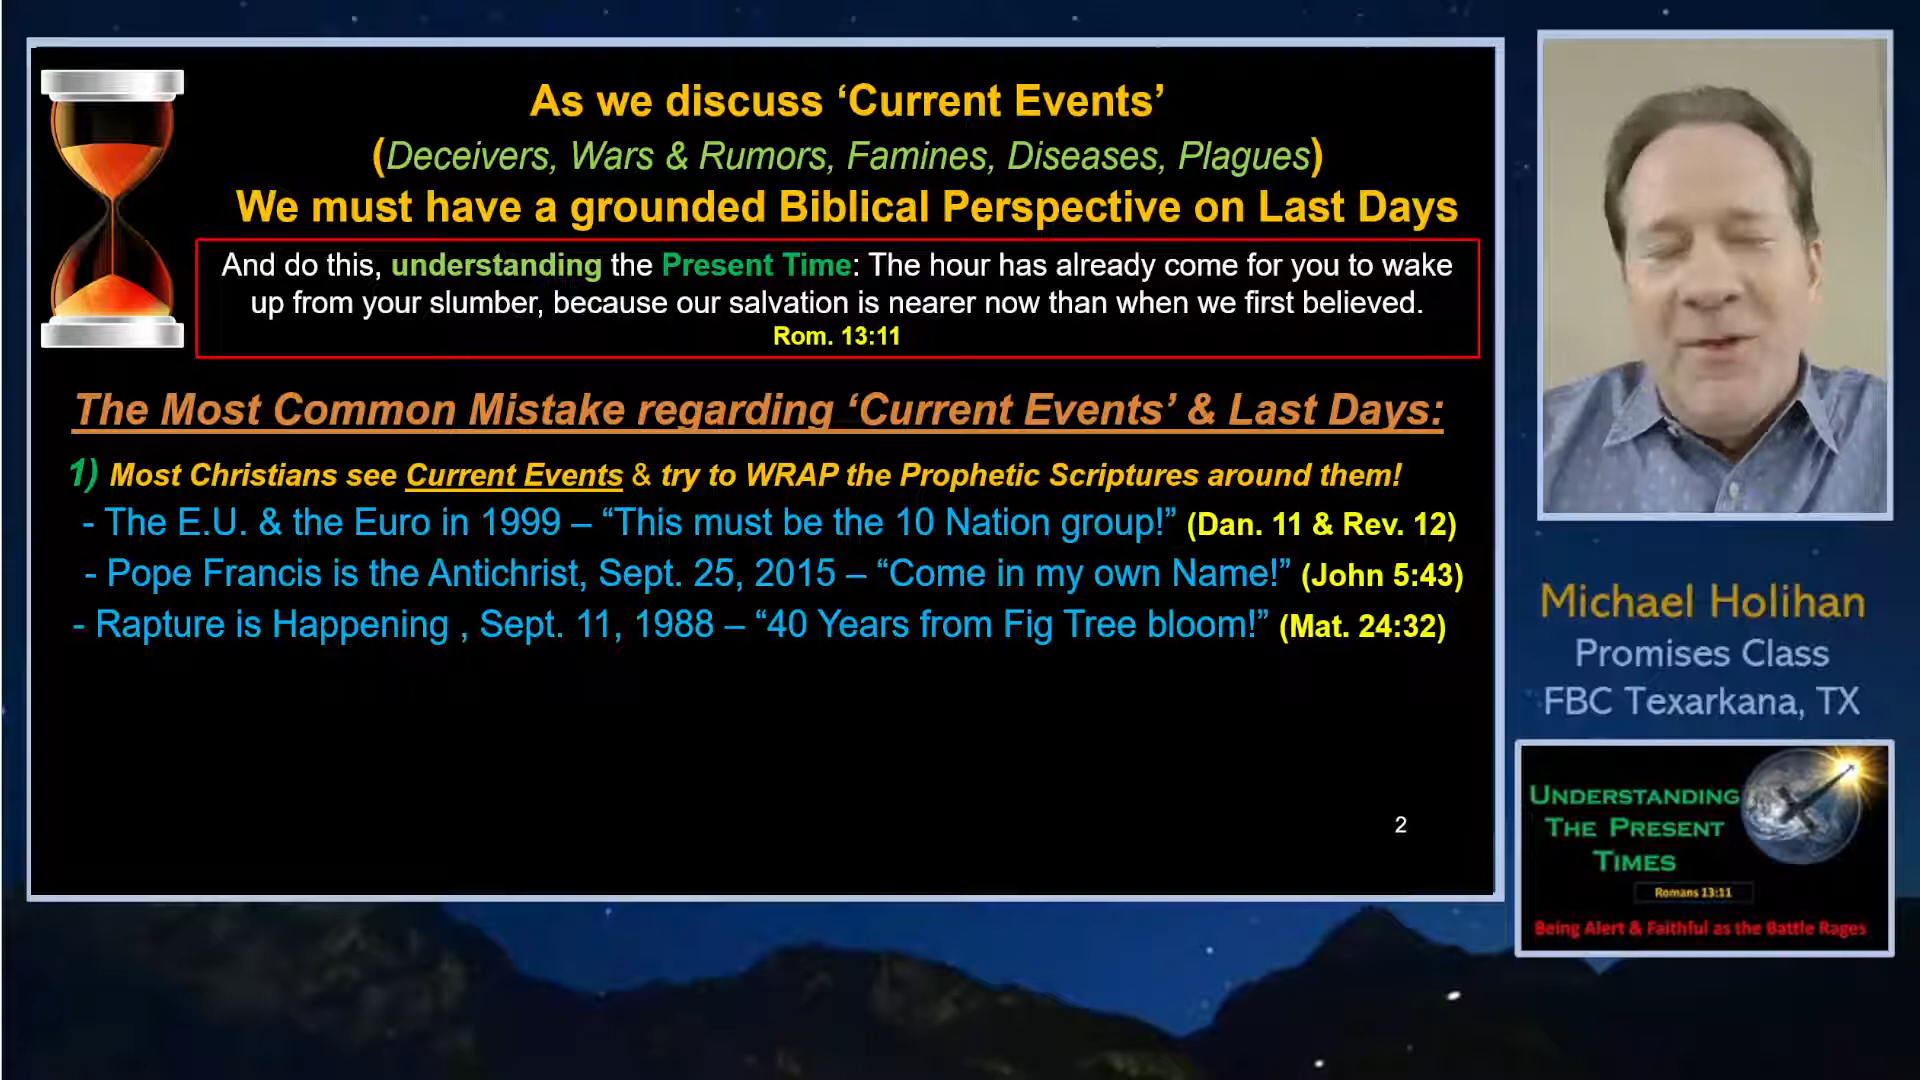 As we discuss ‘Current Events’
(Deceivers, Wars & Rumors, Famines, Diseases, Plagues)
We must have a grounded Biblical Perspective on Last Days
And do this, understanding the Present Time: The hour has already come for you to wake
up from your slumber, because our salvation is nearer now than when we first believed.
Rom. 13:11
The Most Common Mistake regarding ‘Current Events’ & Last Days:
1) Most Christians see Current Events & try to WRAP the Prophetic Scriptures around them!
- The E.U. & the Euro in 1999 – “This must be the 10 Nation group!” (Dan. 11 & Rev. 12)
- Pope Francis is the Antichrist, Sept. 25, 2015 – “Come in my own Name!” (John 5:43)
- Rapture is Happening , Sept. 11, 1988 – “40 Years from Fig Tree bloom!” (Mat. 24:32)
2
Michael Holihan
Promises Class
FBC Texarkana, TX
UNDERSTANDING
THE PRESENT
TIMES
Romans 13:11
Being Alert & Faithful as the Battle Rages